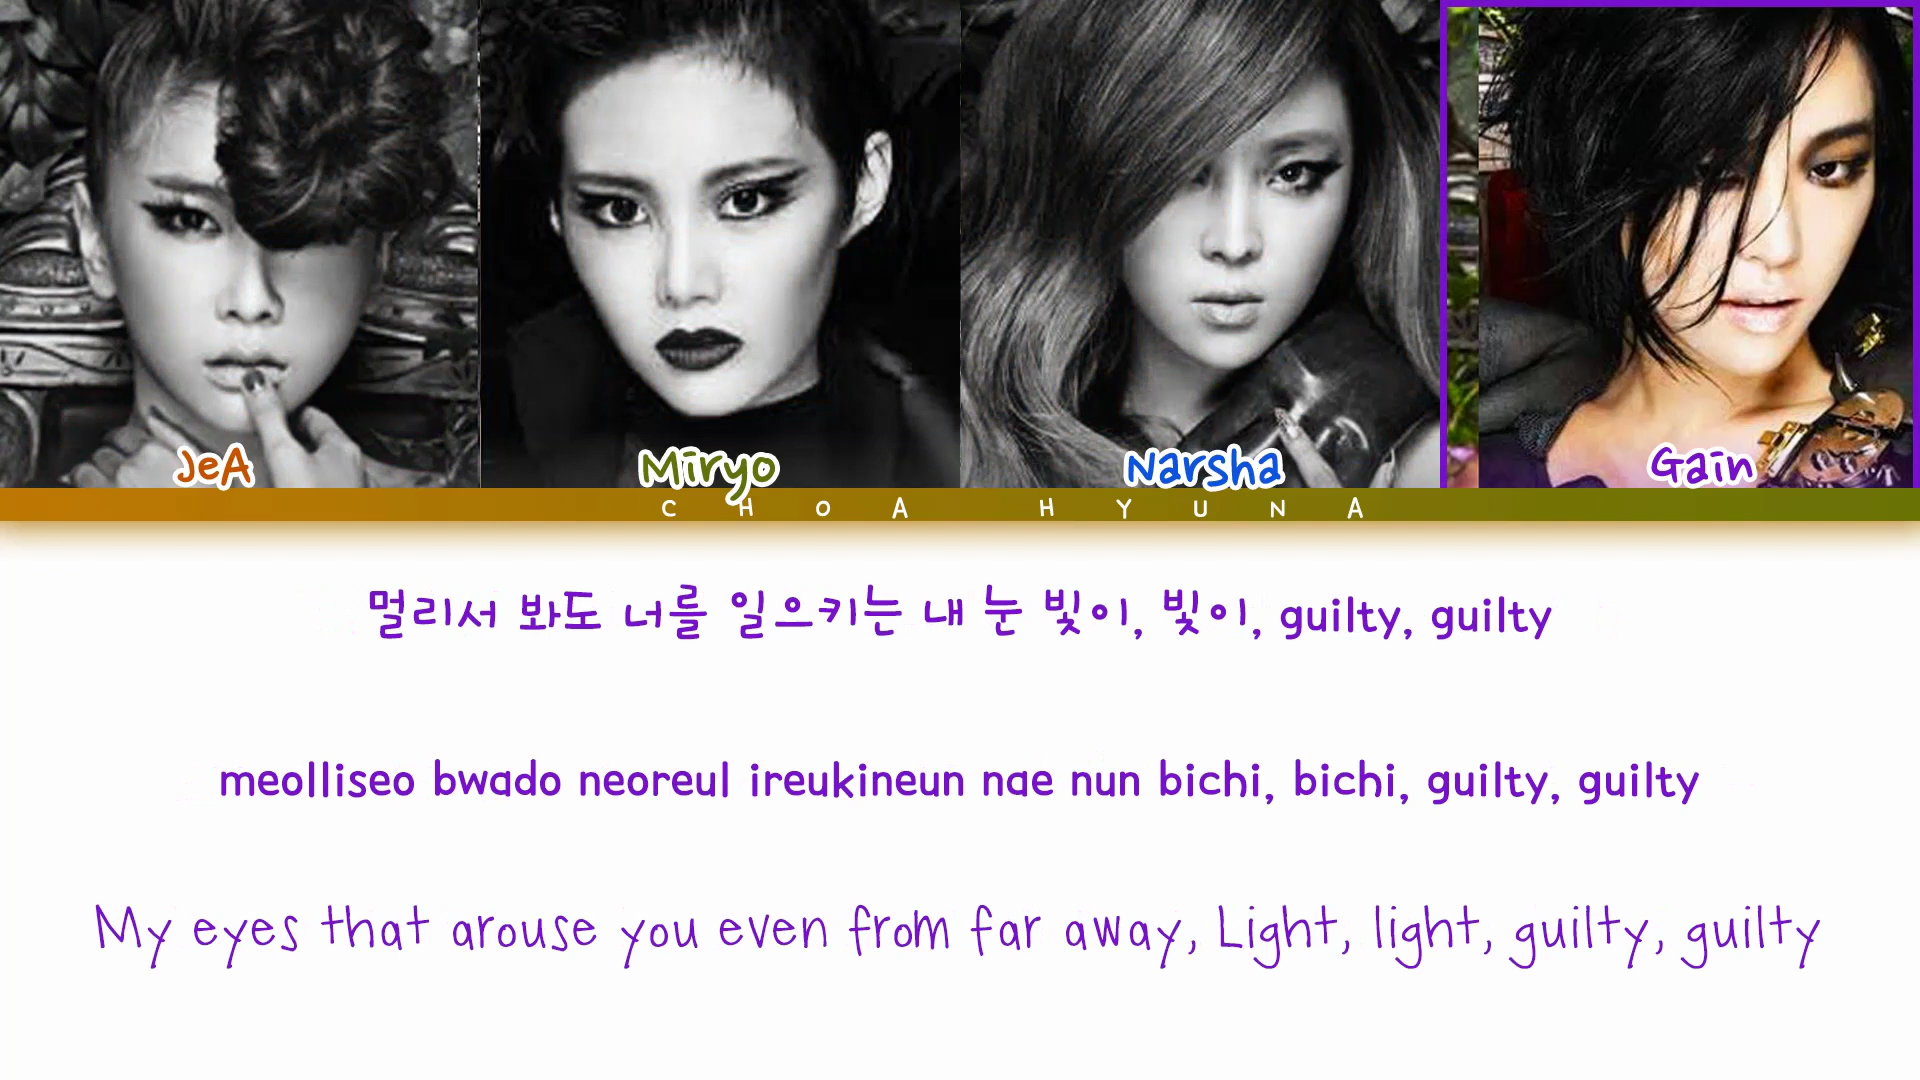 JeA
Miryo
Narsha
Gain
CHOA HYUNA
멀리서 봐도 너를 일으키는 내 눈 빛이, 빛이, guilty, guilty
meolliseo bwado neoreul ireukineun nae nun bichi, bichi, guilty, guilty
My eyes that arouse you even from far away, Light, light, guilty, guilty